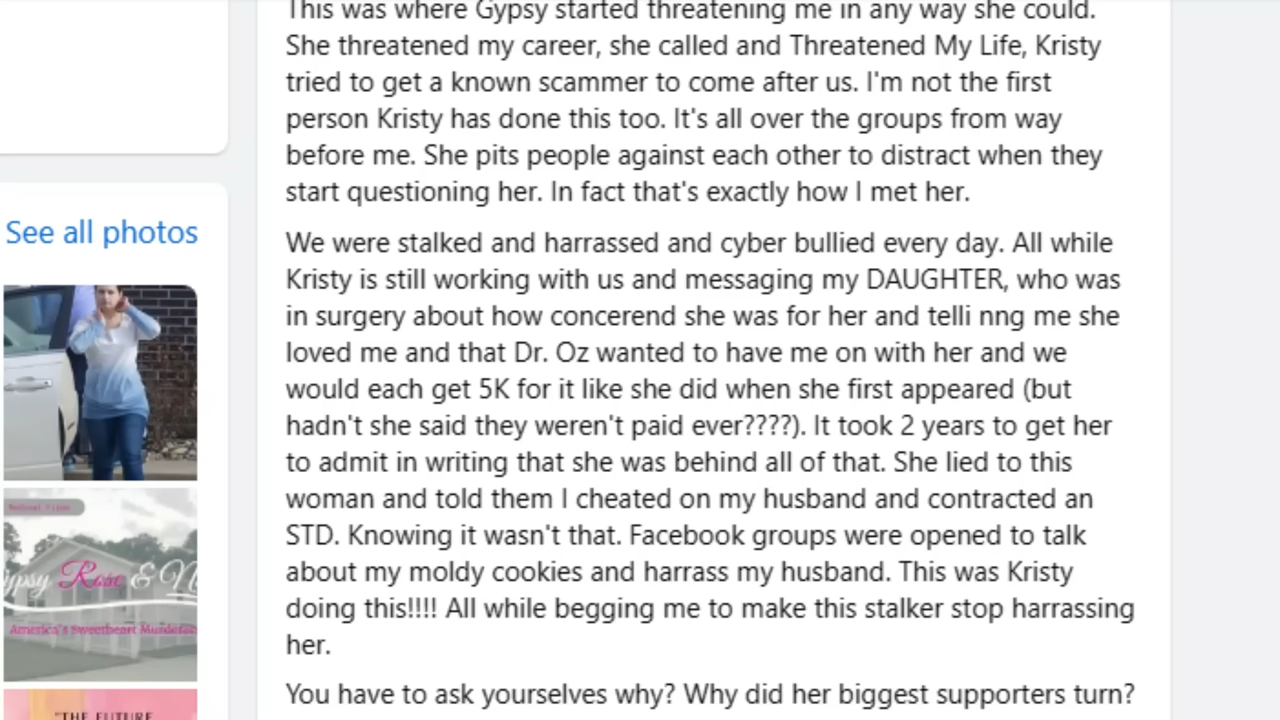 This was where Gypsy started threatening me in any way she could.
She threatened my career, she called and Threatened My Life, Kristy
tried to get a known scammer to come after us. I'm not the first
person Kristy has done this too. It's all over the groups from way
before me. She pits people against each other to distract when they
start questioning her. In fact that's exactly how I met her.
We were stalked and harrassed and cyber bullied every day. All while
Kristy is still working with us and messaging my DAUGHTER, who was
in surgery about how concerend she was for her and telli nng me she
loved me and that Dr. Oz wanted to have me on with her and we
would each get 5K for it like she did when she first appeared (but
hadn't she said they weren't paid ever????). It took 2 years to get her
to admit in writing that she was behind all of that. She lied to this
woman and told them I cheated on my husband and contracted an
STD. Knowing it wasn't that. Facebook groups were opened to talk
about my moldy cookies and harrass my husband. This was Kristy
doing this!!!! All while begging me to make this stalker stop harrassing
her.
You have to ask yourselves why? Why did her biggest supporters turn?
See all photos
ypsy Rose & N
America's Sweetheart Murderer
"THE FUTURE